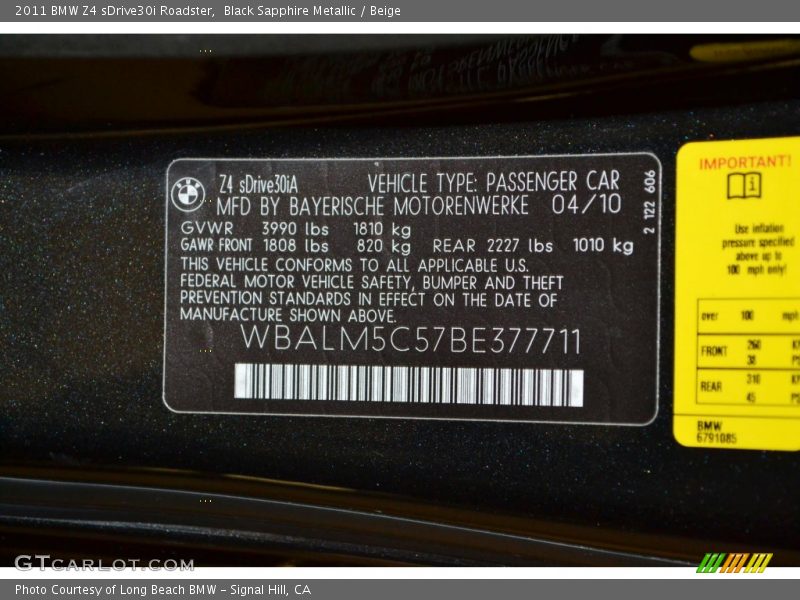 2011 BMW Z4 sDrive30i Roadster,  Black Sapphire Metallic / Beige
Z4 sDrive30iA VEHICLE TYPE: PASSENGER CAR
MFD BY BAYERISCHE MOTORENWERKE 04/10
GVWR 3990 lbs 1810 kg
GAWR FRONT 1808 lbs 820 kg REAR 2227 lbs 1010 kg
THIS VEHICLE CONFORMS TO ALL APPLICABLE U.S.
FEDERAL MOTOR VEHICLE SAFETY, BUMPER AND THEFT
PREVENTION STANDARDS IN EFFECT ON THE DATE OF
MANUFACTURE SHOWN ABOVE.
WBALM5C57BE377711
2 122 606
IMPORTANT!
Use inflation
pressure specified
above up to
100 mph only!
over 100 mph
FRONT 260
38
REAR 310
45
BMW
6791085
GTCARLOT.COM
Photo Courtesy of Long Beach BMW - Signal Hill, CA